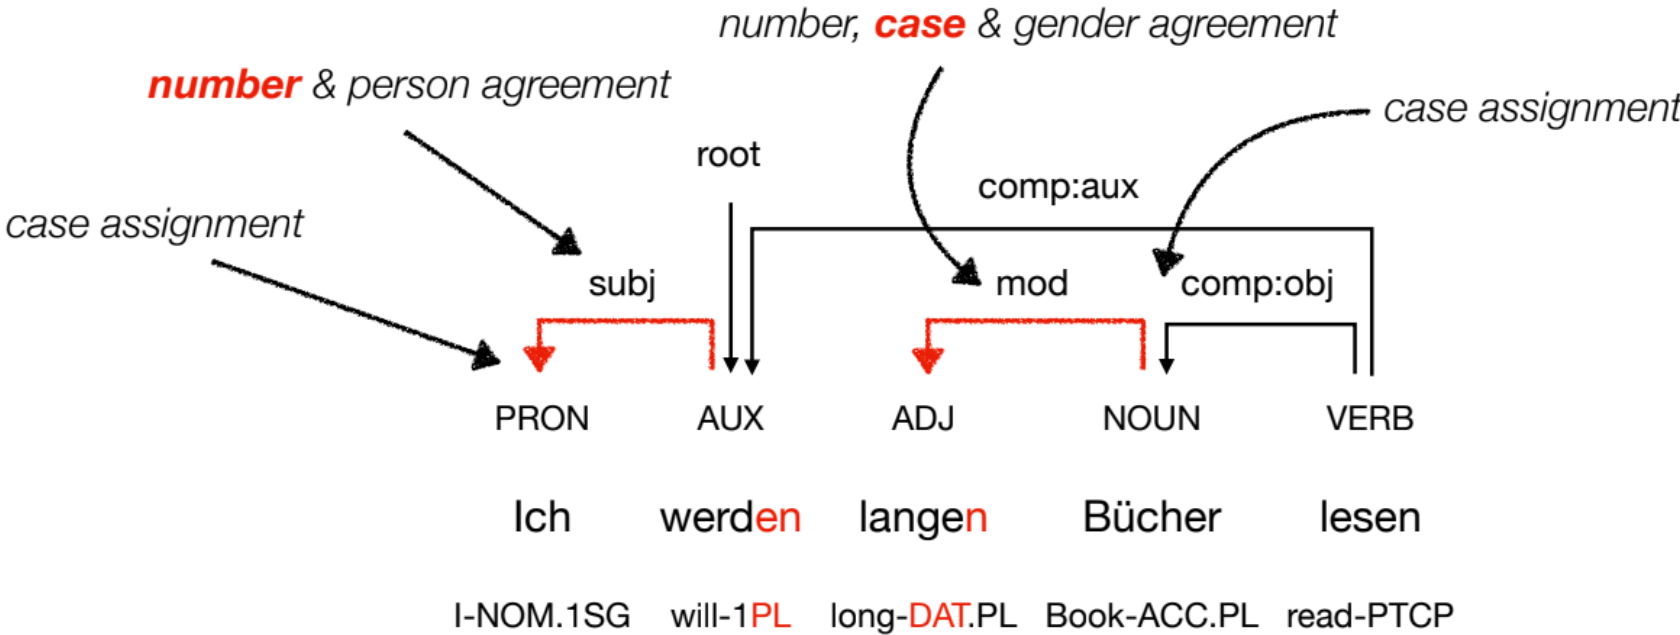 number, case & gender agreement
number & person agreement
case assignment
root
comp:aux
case assignment
subj
mod
comp:obj
PRON AUX ADJ NOUN VERB
Ich werden langen Bücher lesen
I-NOM.1SG will-1PL long-DAT.PL Book-ACC.PL read-PTCP